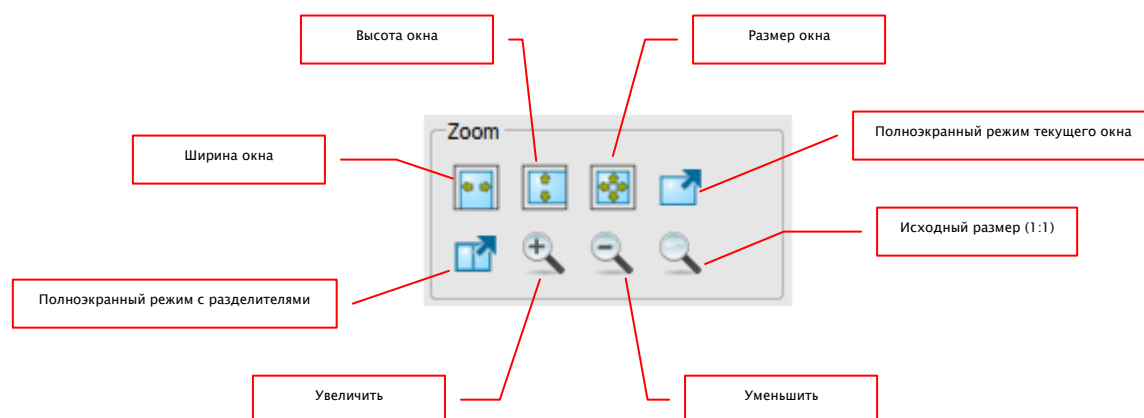 Высота окна
Размер окна
Zoom
Полноэкранный режим текущего окна
Ширина окна
Исходный размер (1:1)
Полноэкранный режим с разделителями
Увеличить
Уменьшить